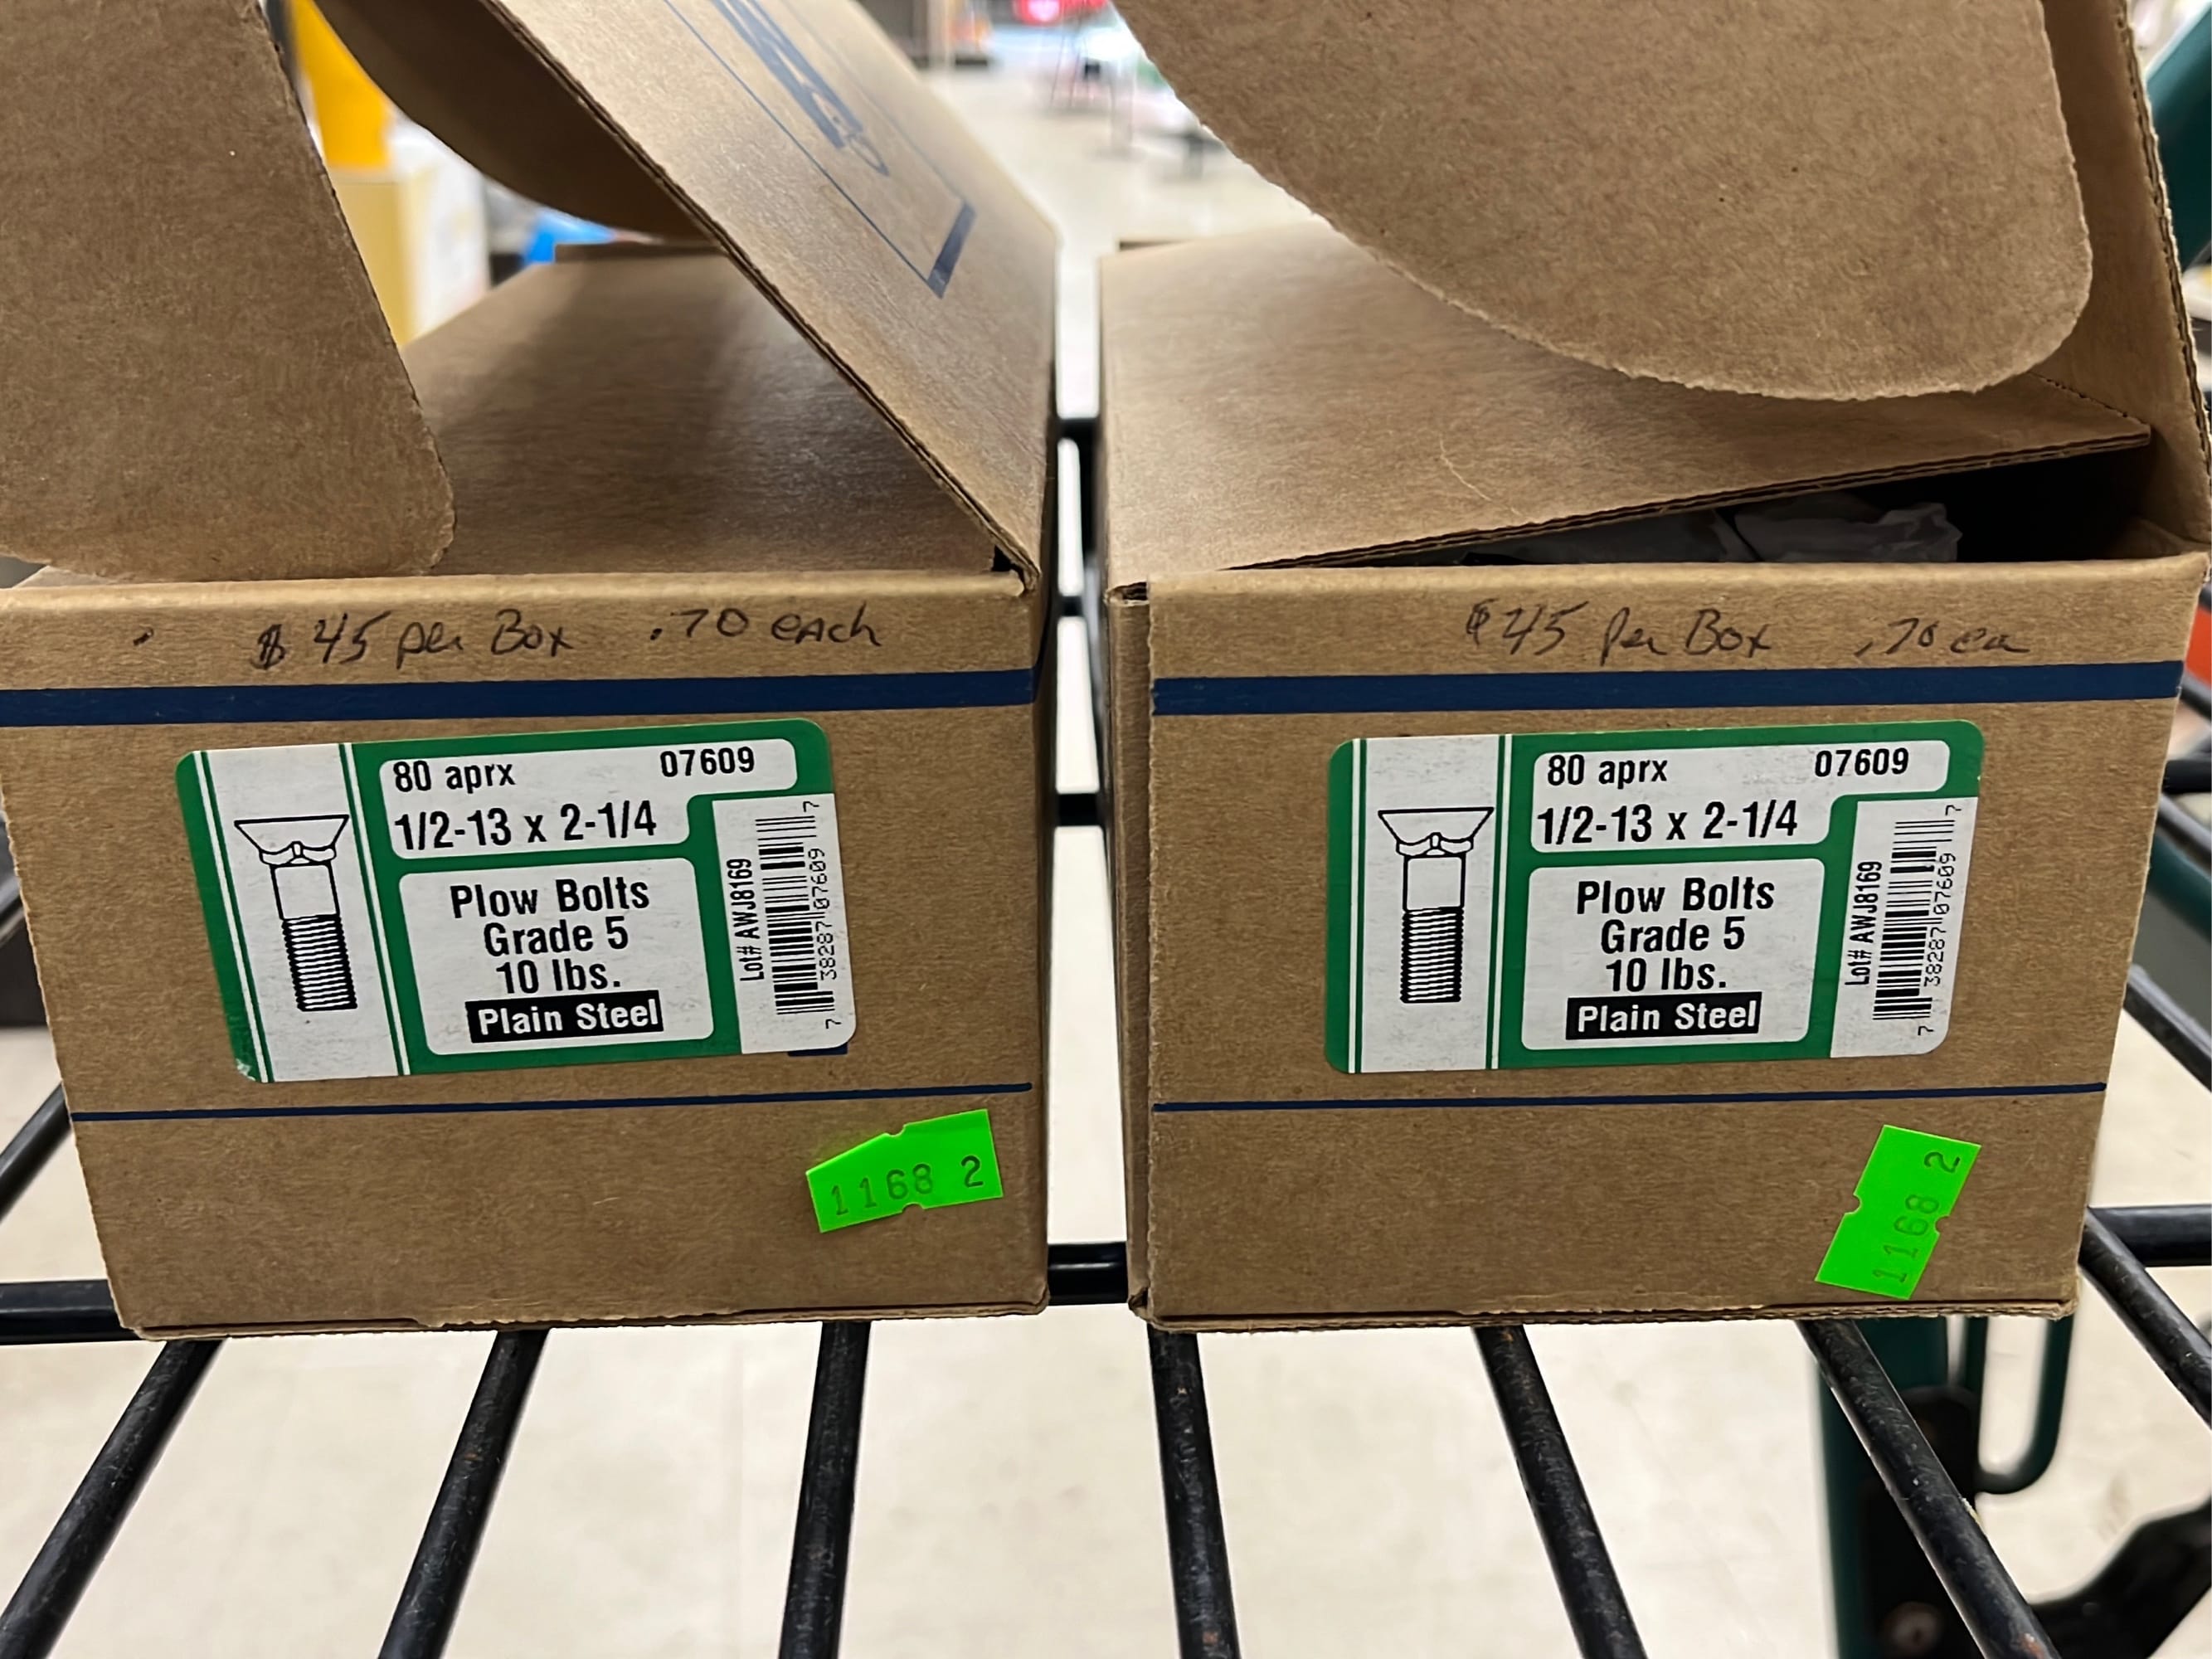 $45 per Box .70 each
80 aprx 07609
1/2-13 x 2-1/4
Plow Bolts
Grade 5
10 lbs.
Plain Steel
Lot# AWJ8169
7 38287 07609 7
1168 2
$45 per Box .70 ea
80 aprx 07609
1/2-13 x 2-1/4
Plow Bolts
Grade 5
10 lbs.
Plain Steel
Lot# AWJ8169
7 38287 07609 7
1168 2